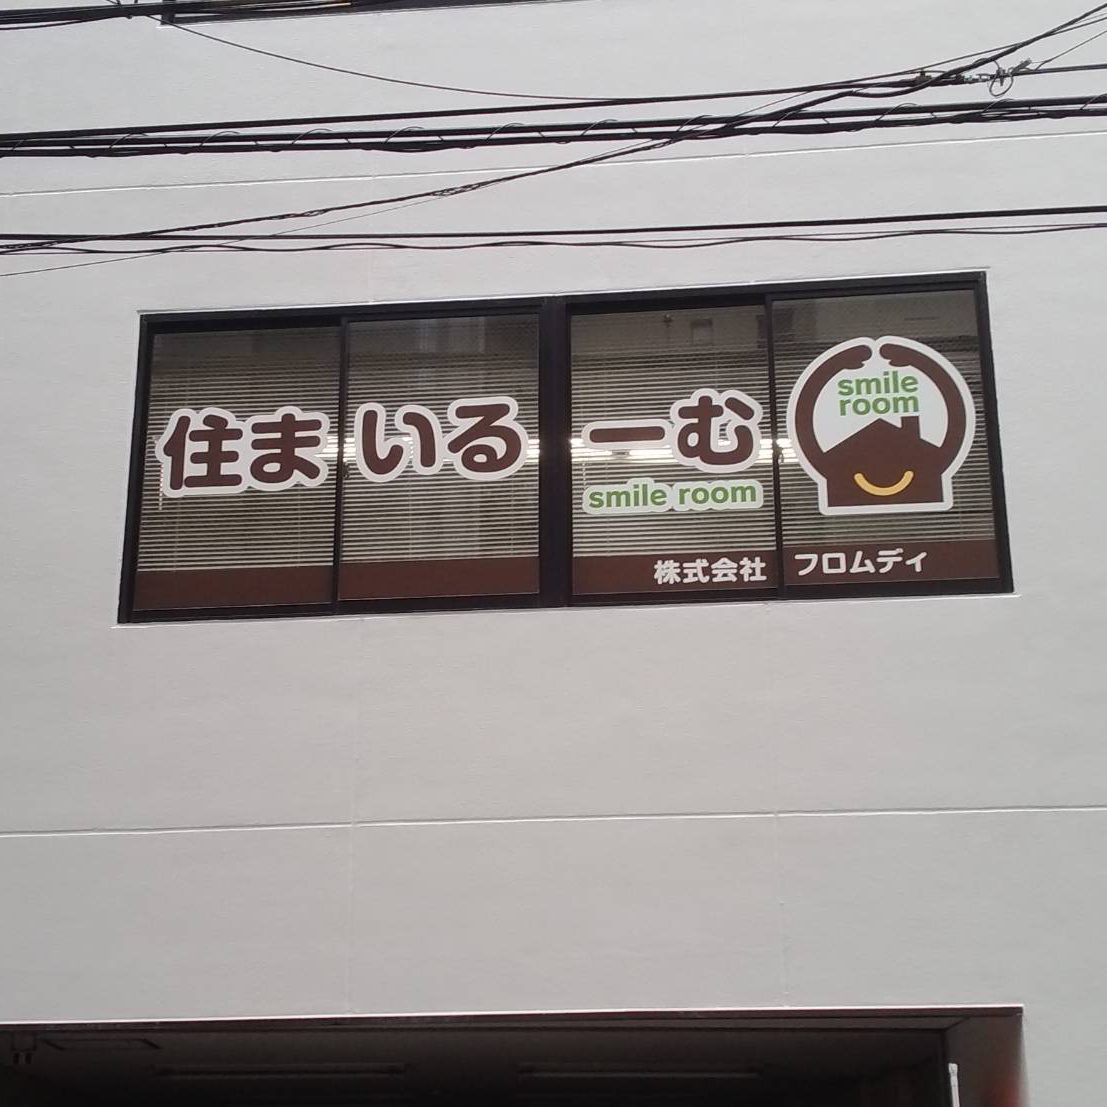 住まいるーむ
smile room
smile
room
株式会社 フロムディ